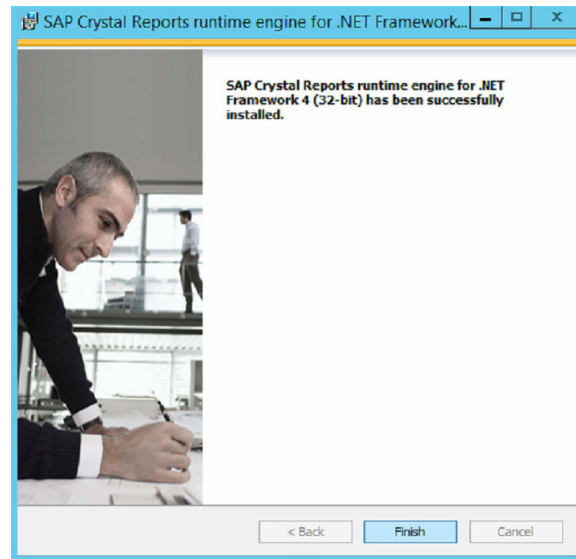 SAP Crystal Reports runtime engine for .NET Framework...
SAP Crystal Reports runtime engine for .NET
Framework 4 (32-bit) has been successfully
installed.
< Back
Finish
Cancel